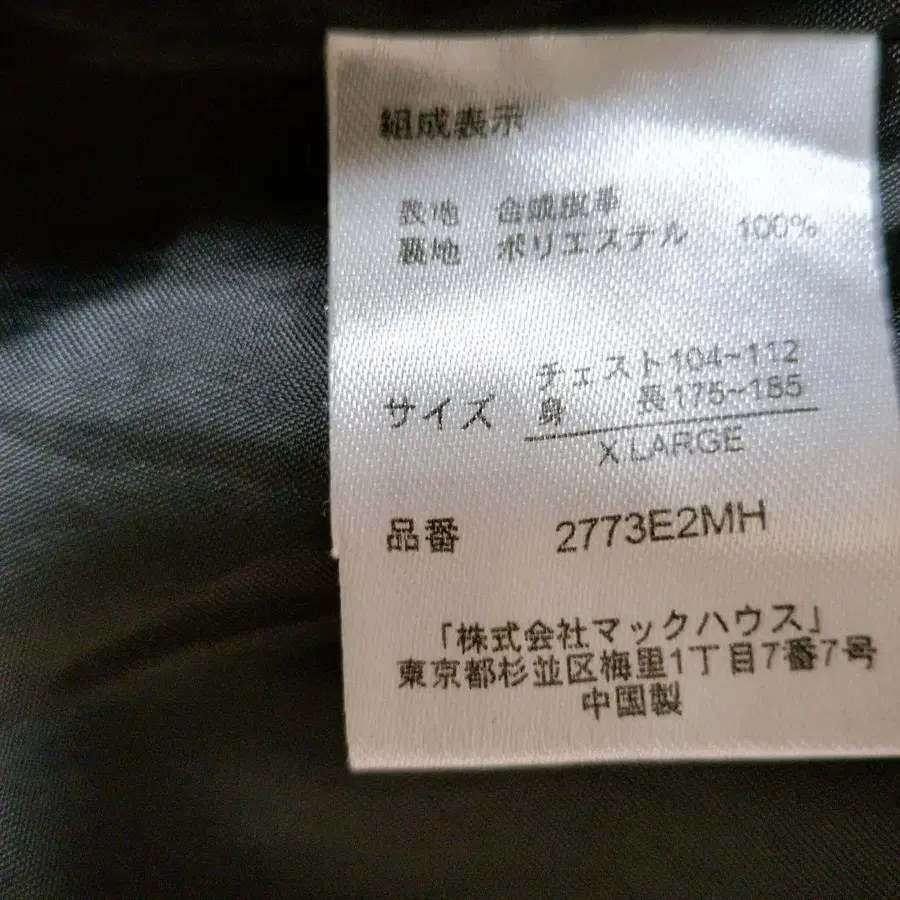 組成表示
表地 合成皮革
裏地 ポリエステル 100%
サイズ チェスト104~112
身 長175~185
X LARGE
品番 2773E2MH
「株式会社マックハウス」
東京都杉並区梅里1丁目7番7号
中国製